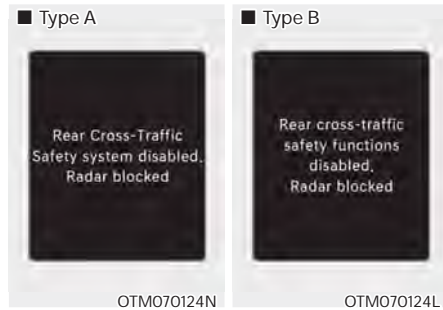 ■ Type A
Rear Cross-Traffic
Safety system disabled.
Radar blocked
OTM070124N
■ Type B
Rear cross-traffic
safety functions
disabled.
Radar blocked
OTM070124L